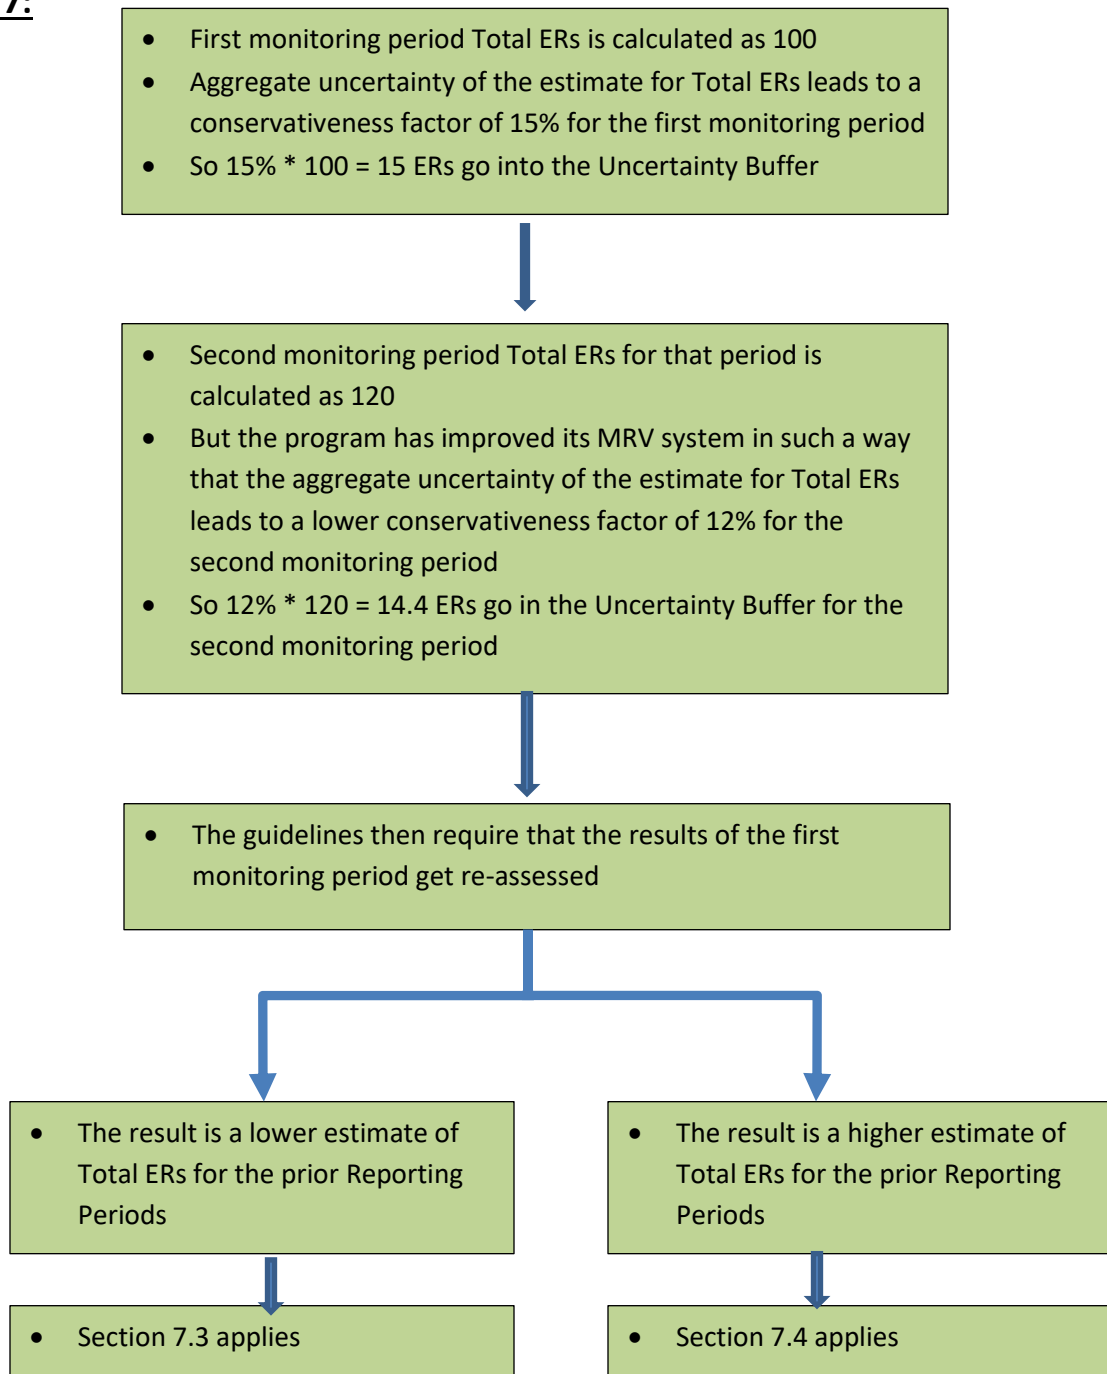 7:
• First monitoring period Total ERs is calculated as 100
• Aggregate uncertainty of the estimate for Total ERs leads to a
conservativeness factor of 15% for the first monitoring period
• So 15% * 100 = 15 ERs go into the Uncertainty Buffer
• Second monitoring period Total ERs for that period is
calculated as 120
• But the program has improved its MRV system in such a way
that the aggregate uncertainty of the estimate for Total ERs
leads to a lower conservativeness factor of 12% for the
second monitoring period
• So 12% * 120 = 14.4 ERs go in the Uncertainty Buffer for the
second monitoring period
• The guidelines then require that the results of the first
monitoring period get re-assessed
• The result is a lower estimate of
Total ERs for the prior Reporting
Periods
• The result is a higher estimate of
Total ERs for the prior Reporting
Periods
• Section 7.3 applies
• Section 7.4 applies